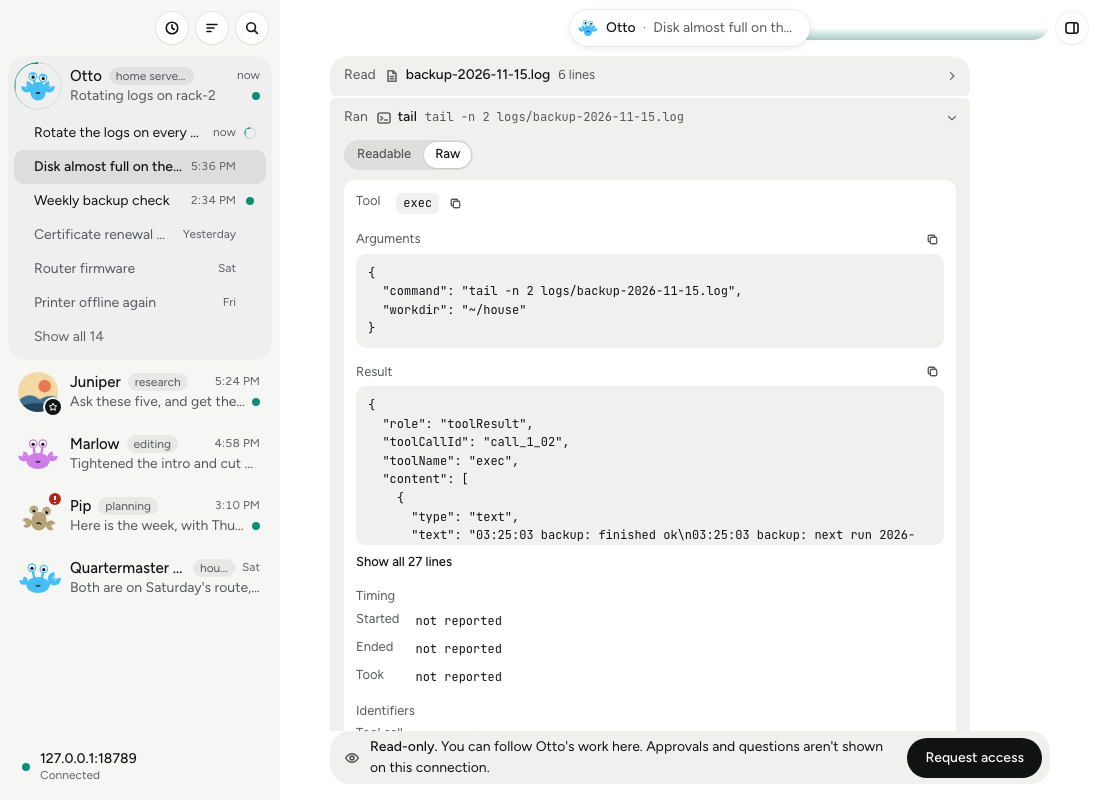 Otto home serve... now
Rotating logs on rack-2
Rotate the logs on every ... now
Disk almost full on the... 5:36 PM
Weekly backup check 2:34 PM
Certificate renewal ... Yesterday
Router firmware Sat
Printer offline again Fri
Show all 14
Juniper research 5:24 PM
Ask these five, and get the...
Marlow editing 4:58 PM
Tightened the intro and cut ...
Pip planning 3:10 PM
Here is the week, with Thu...
Quartermaster ... hou... Sat
Both are on Saturday's route,...
127.0.0.1:18789
Connected
Otto · Disk almost full on th...
Read backup-2026-11-15.log 6 lines
Ran tail tail -n 2 logs/backup-2026-11-15.log
Readable Raw
Tool exec
Arguments
{
"command": "tail -n 2 logs/backup-2026-11-15.log",
"workdir": "~/house"
}
Result
{
"role": "toolResult",
"toolCallId": "call_1_02",
"toolName": "exec",
"content": [
{
"type": "text",
"text": "03:25:03 backup: finished ok\n03:25:03 backup: next run 2026-
Show all 27 lines
Timing
Started not reported
Ended not reported
Took not reported
Identifiers
Read-only. You can follow Otto's work here. Approvals and questions aren't shown
on this connection.
Request access